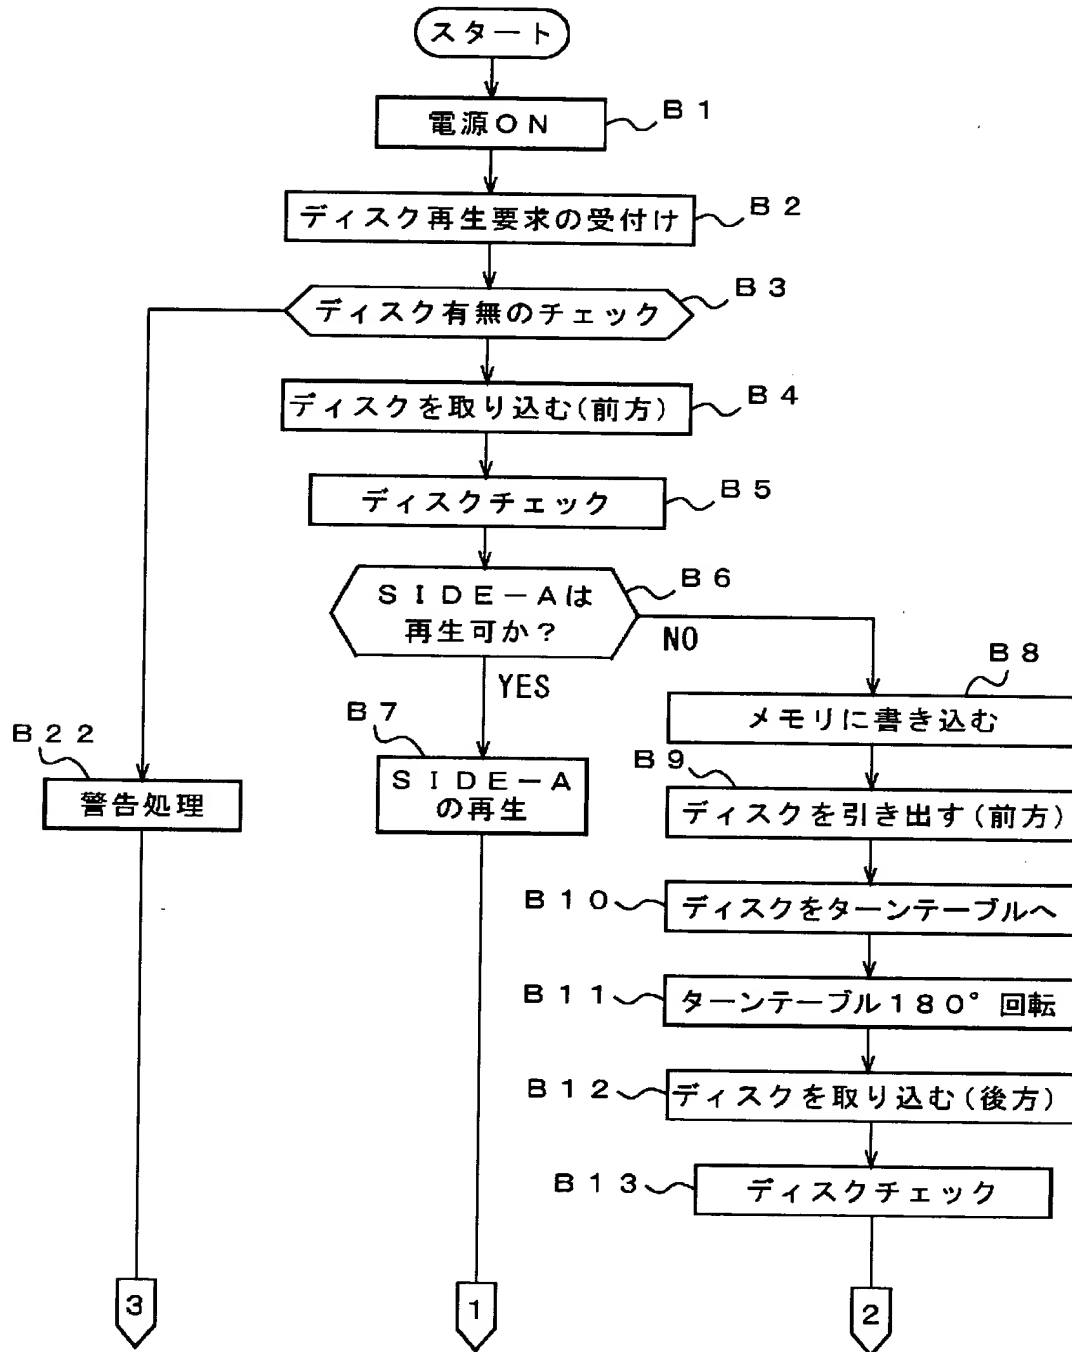 スタート
電源ON
B1
ディスク再生要求の受付け
B2
ディスク有無のチェック
B3
ディスクを取り込む(前方)
B4
ディスクチェック
B5
SIDE-Aは
再生可か?
B6
NO
YES
B7
SIDE-A
の再生
B8
メモリに書き込む
B9
ディスクを引き出す(前方)
B10
ディスクをターンテーブルへ
B11
ターンテーブル180°回転
B12
ディスクを取り込む(後方)
B13
ディスクチェック
B22
警告処理
3
1
2